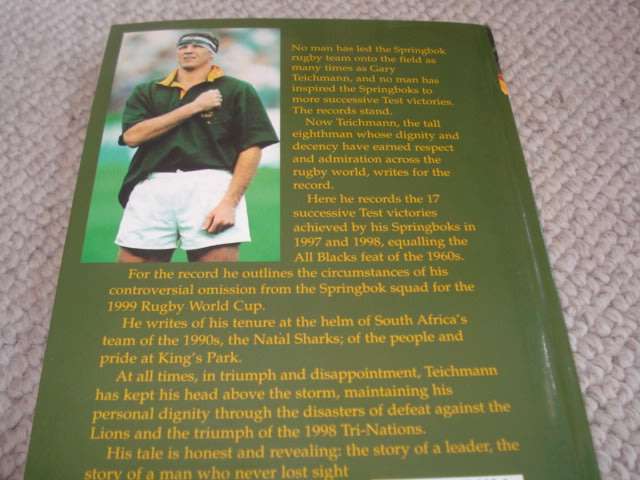 No man has led the Springbok
rugby team onto the field as
many times as Gary
Teichmann, and no man has
inspired the Springboks to
more successive Test victories.
The records stand.
Now Teichmann, the tall
eighthman whose dignity and
decency have earned respect
and admiration across the
rugby world, writes for the
record.
Here he records the 17
successive Test victories
achieved by his Springboks in
1997 and 1998, equalling the
All Blacks feat of the 1960s.
For the record he outlines the circumstances of his
controversial omission from the Springbok squad for the
1999 Rugby World Cup.
He writes of his tenure at the helm of South Africa's
team of the 1990s, the Natal Sharks; of the people and
pride at King's Park.
At all times, in triumph and disappointment, Teichmann
has kept his head above the storm, maintaining his
personal dignity through the disasters of defeat against the
Lions and the triumph of the 1998 Tri-Nations.
His tale is honest and revealing: the story of a leader, the
story of a man who never lost sight